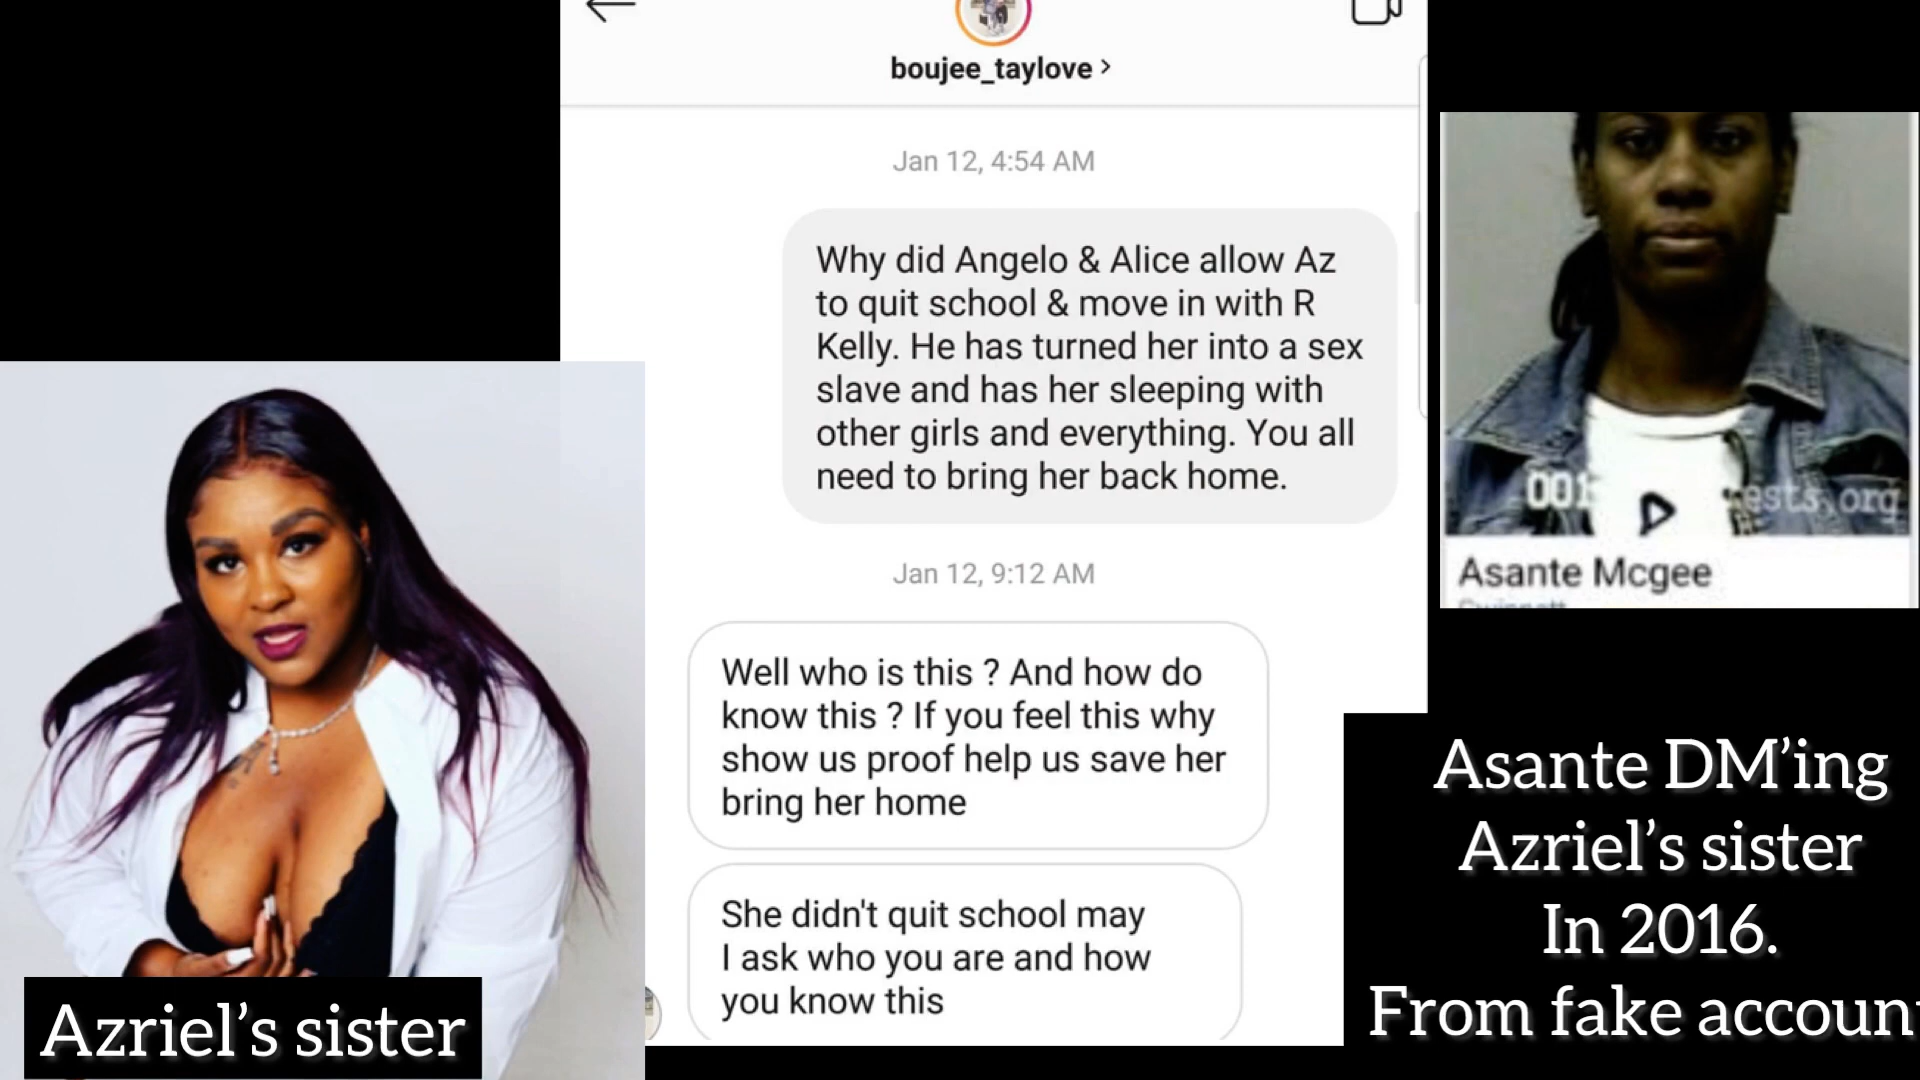 boujee_taylove >
Jan 12, 4:54 AM
Why did Angelo & Alice allow Az
to quit school & move in with R
Kelly. He has turned her into a sex
slave and has her sleeping with
other girls and everything. You all
need to bring her back home.
Jan 12, 9:12 AM
Well who is this ? And how do
know this ? If you feel this why
show us proof help us save her
bring her home
She didn't quit school may
I ask who you are and how
you know this
Azriel's sister
Asante Mcgee
Asante DM'ing
Azriel's sister
In 2016.
From fake accoun